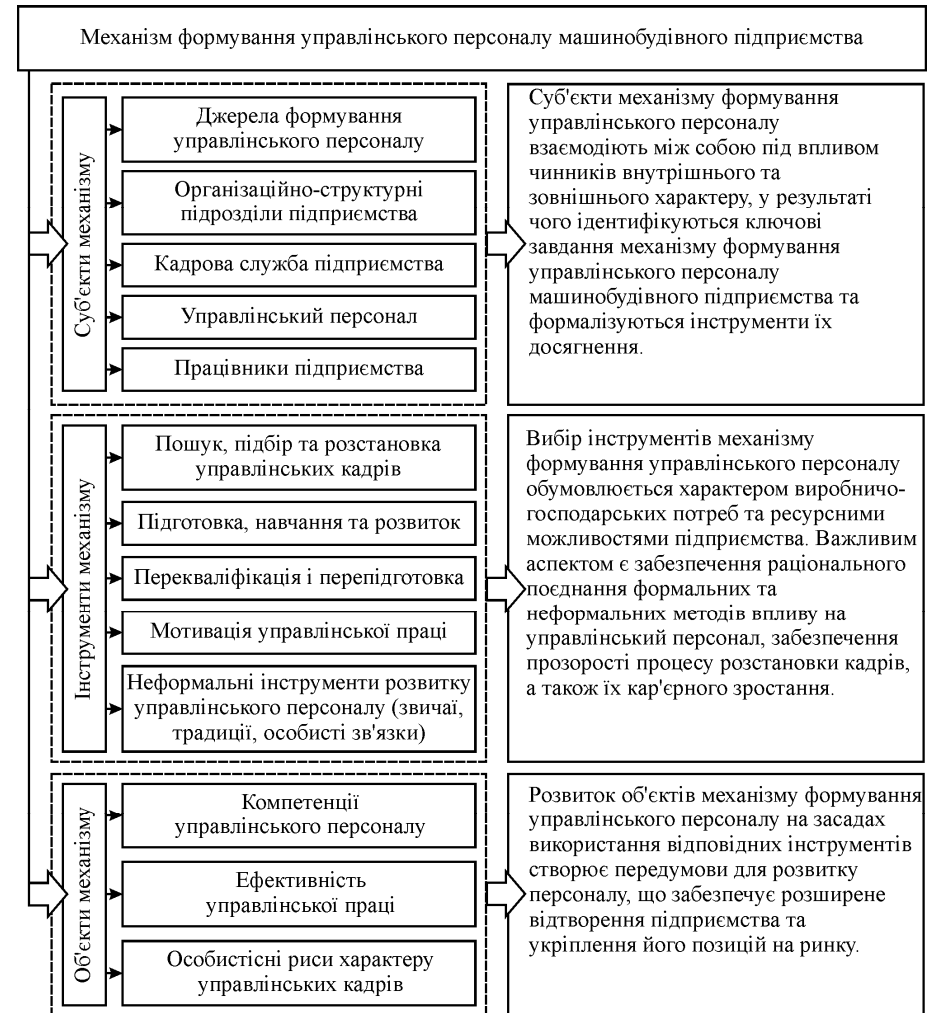 Механізм формування управлінського персоналу машинобудівного підприємства
Суб'єкти механізму
Джерела формування
управлінського персоналу
Організаційно-структурні
підрозділи підприємства
Кадрова служба підприємства
Управлінський персонал
Працівники підприємства
Суб'єкти механізму формування
управлінського персоналу
взаємодіють між собою під впливом
чинників внутрішнього та
зовнішнього характеру, у результаті
чого ідентифікуються ключові
завдання механізму формування
управлінського персоналу
машинобудівного підприємства та
формалізуються інструменти їх
досягнення.
Інструменти механізму
Пошук, підбір та розстановка
управлінських кадрів
Підготовка, навчання та розвиток
Перекваліфікація і перепідготовка
Мотивація управлінської праці
Неформальні інструменти розвитку
управлінського персоналу (звичаї,
традиції, особисті зв'язки)
Вибір інструментів механізму
формування управлінського персоналу
обумовлюється характером виробничо-
господарських потреб та ресурсними
можливостями підприємства. Важливим
аспектом є забезпечення раціонального
поєднання формальних та
неформальних методів впливу на
управлінський персонал, забезпечення
прозорості процесу розстановки кадрів,
а також їх кар'єрного зростання.
Об'єкти механізму
Компетенції
управлінського персоналу
Ефективність
управлінської праці
Особистісні риси характеру
управлінських кадрів
Розвиток об'єктів механізму формування
управлінського персоналу на засадах
використання відповідних інструментів
створює передумови для розвитку
персоналу, що забезпечує розширене
відтворення підприємства та
укріплення його позицій на ринку.